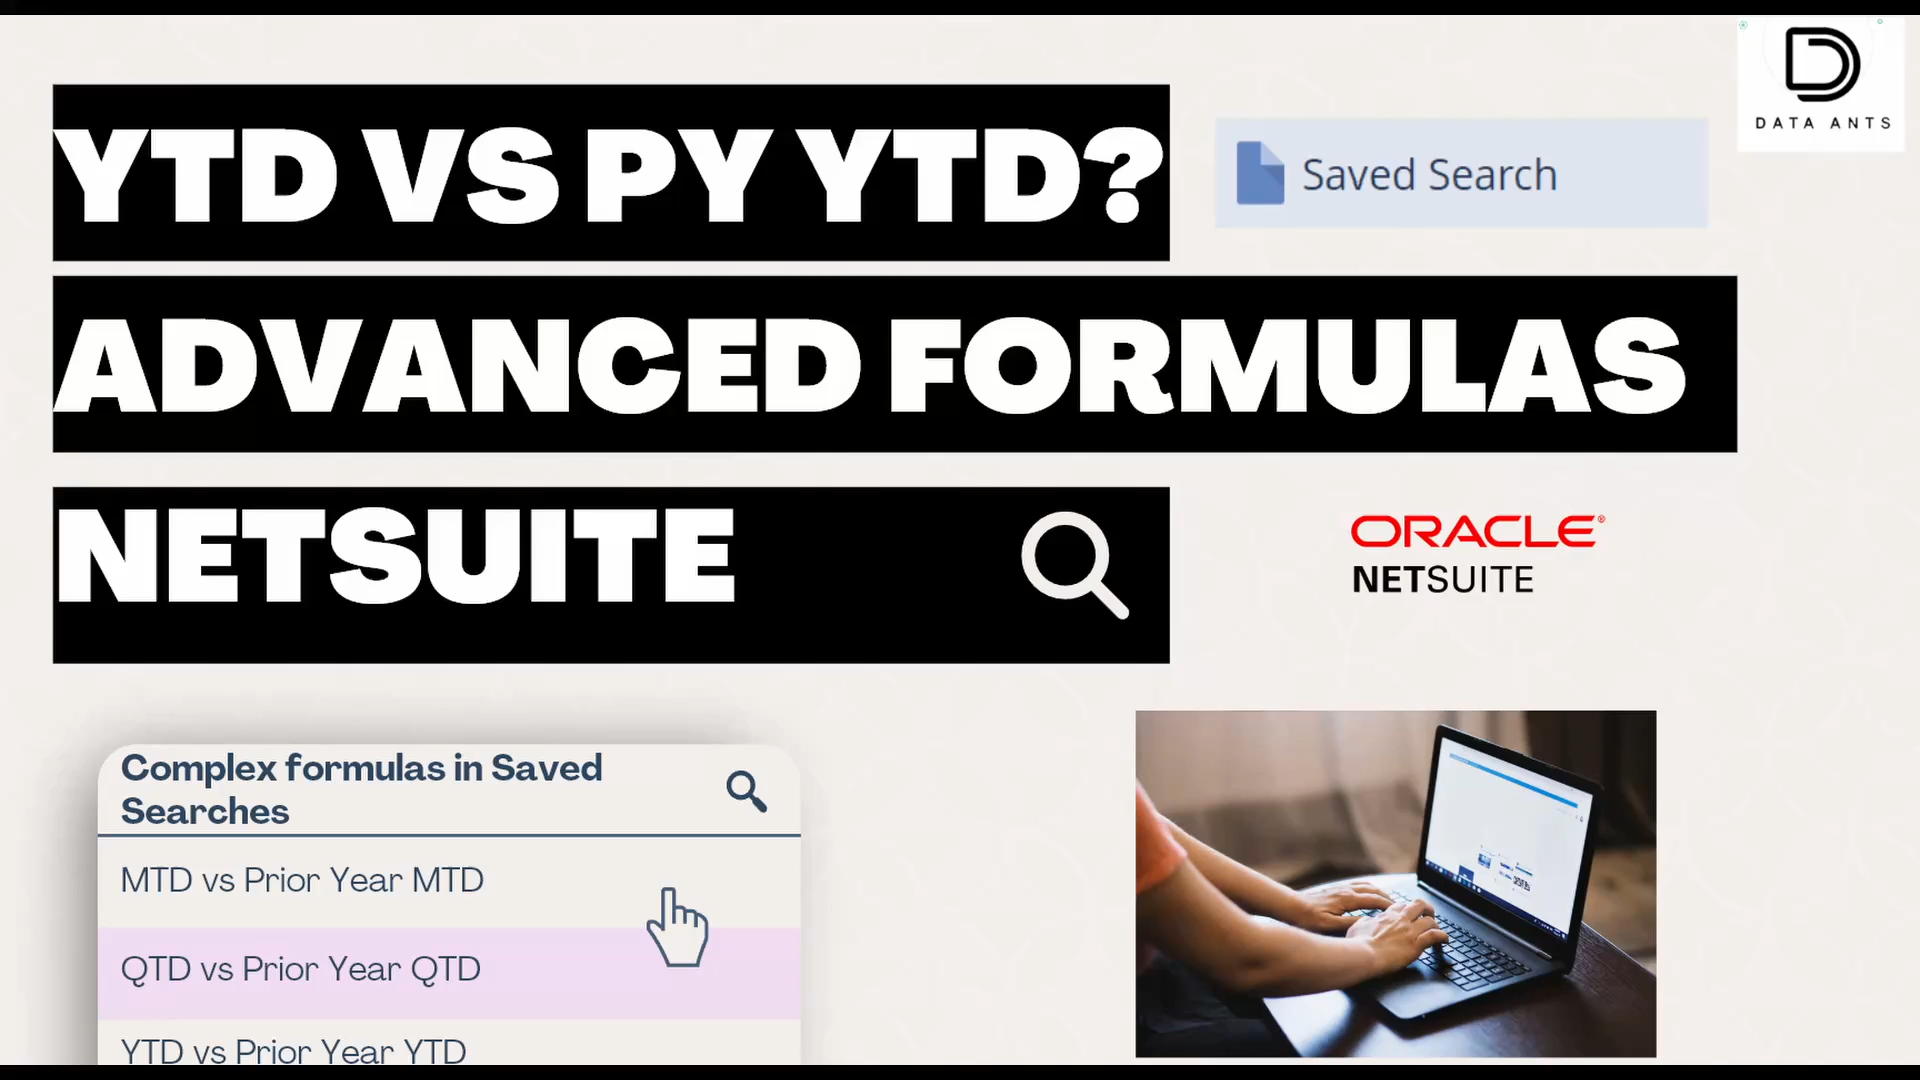 YTD VS PY YTD?
Saved Search
DATA ANTS
ADVANCED FORMULAS
NETSUITE
ORACLE®
NETSUITE
Complex formulas in Saved
Searches
MTD vs Prior Year MTD
QTD vs Prior Year QTD
YTD vs Prior Year YTD